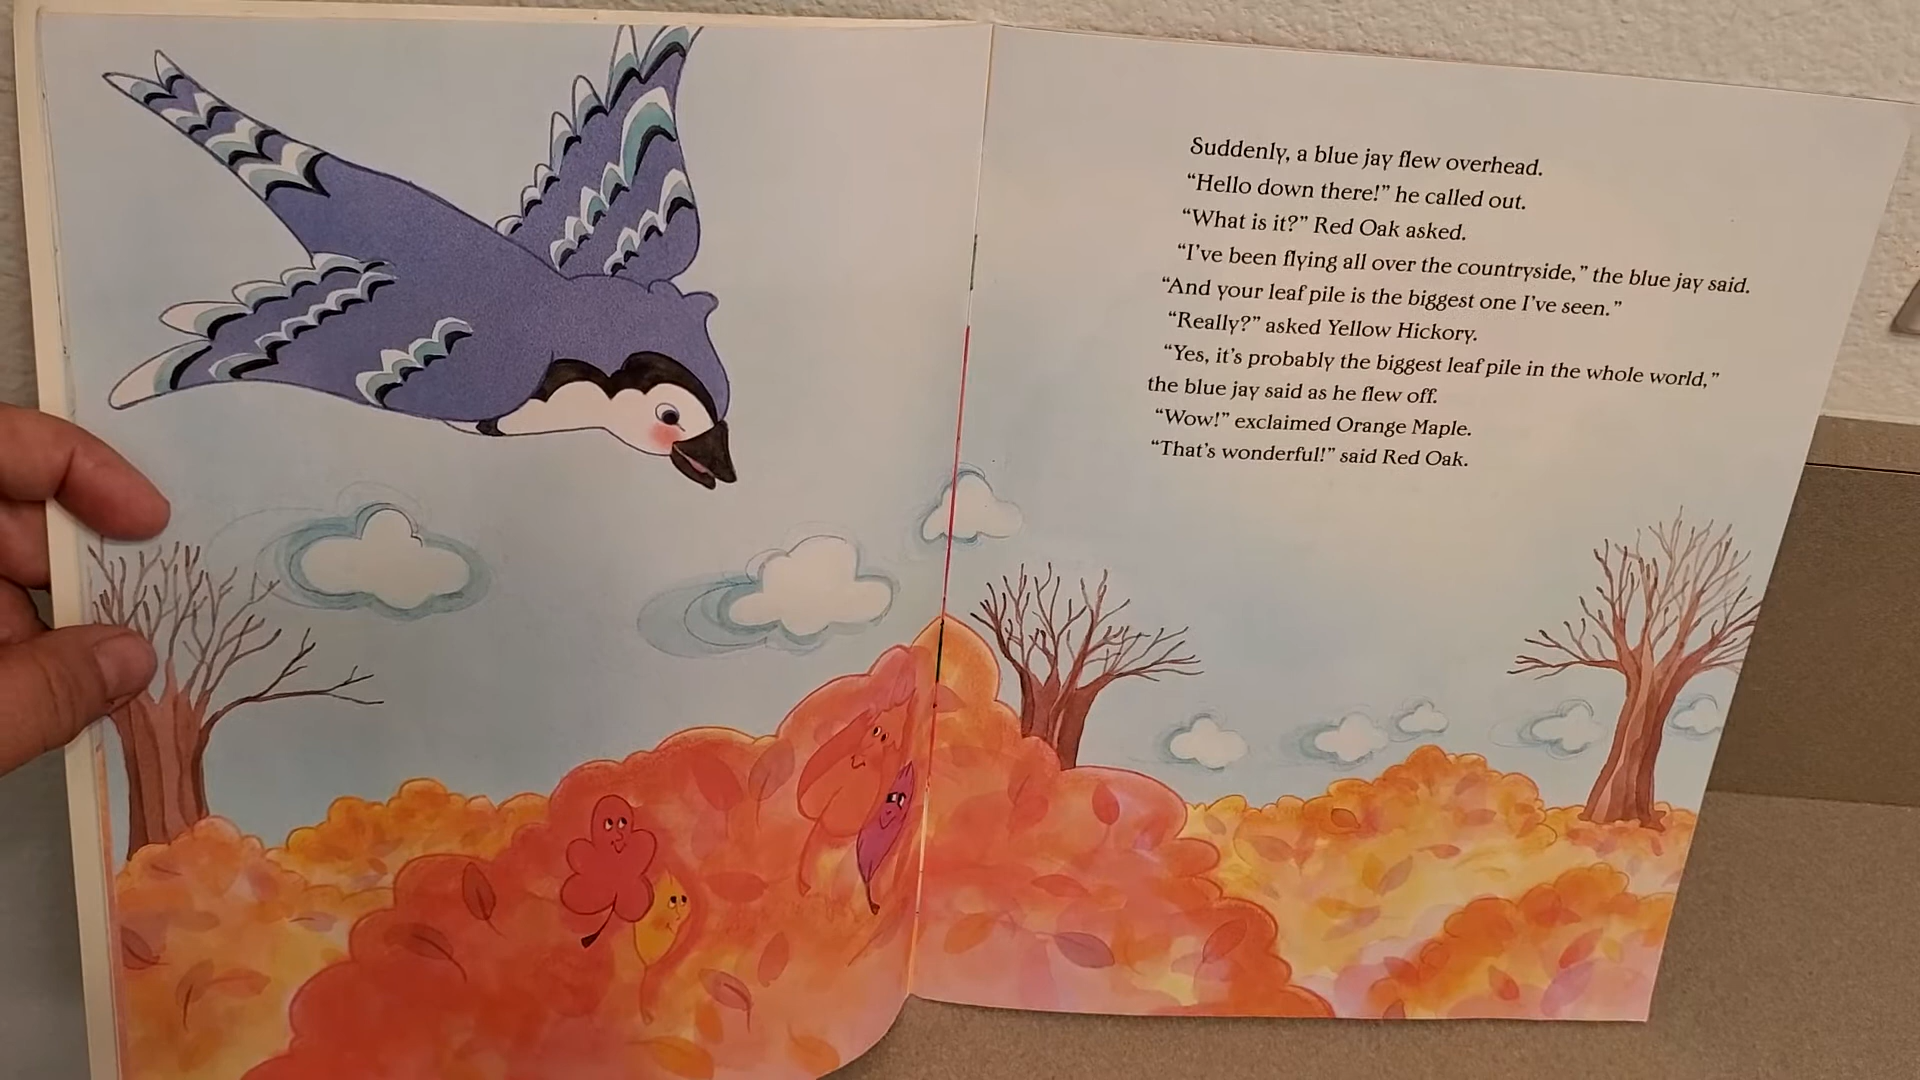 Suddenly, a blue jay flew overhead.
“Hello down there!” he called out.
“What is it?” Red Oak asked.
“I’ve been flying all over the countryside,” the blue jay said.
“And your leaf pile is the biggest one I’ve seen.”
“Really?” asked Yellow Hickory.
“Yes, it’s probably the biggest leaf pile in the whole world,”
the blue jay said as he flew off.
“Wow!” exclaimed Orange Maple.
“That’s wonderful!” said Red Oak.